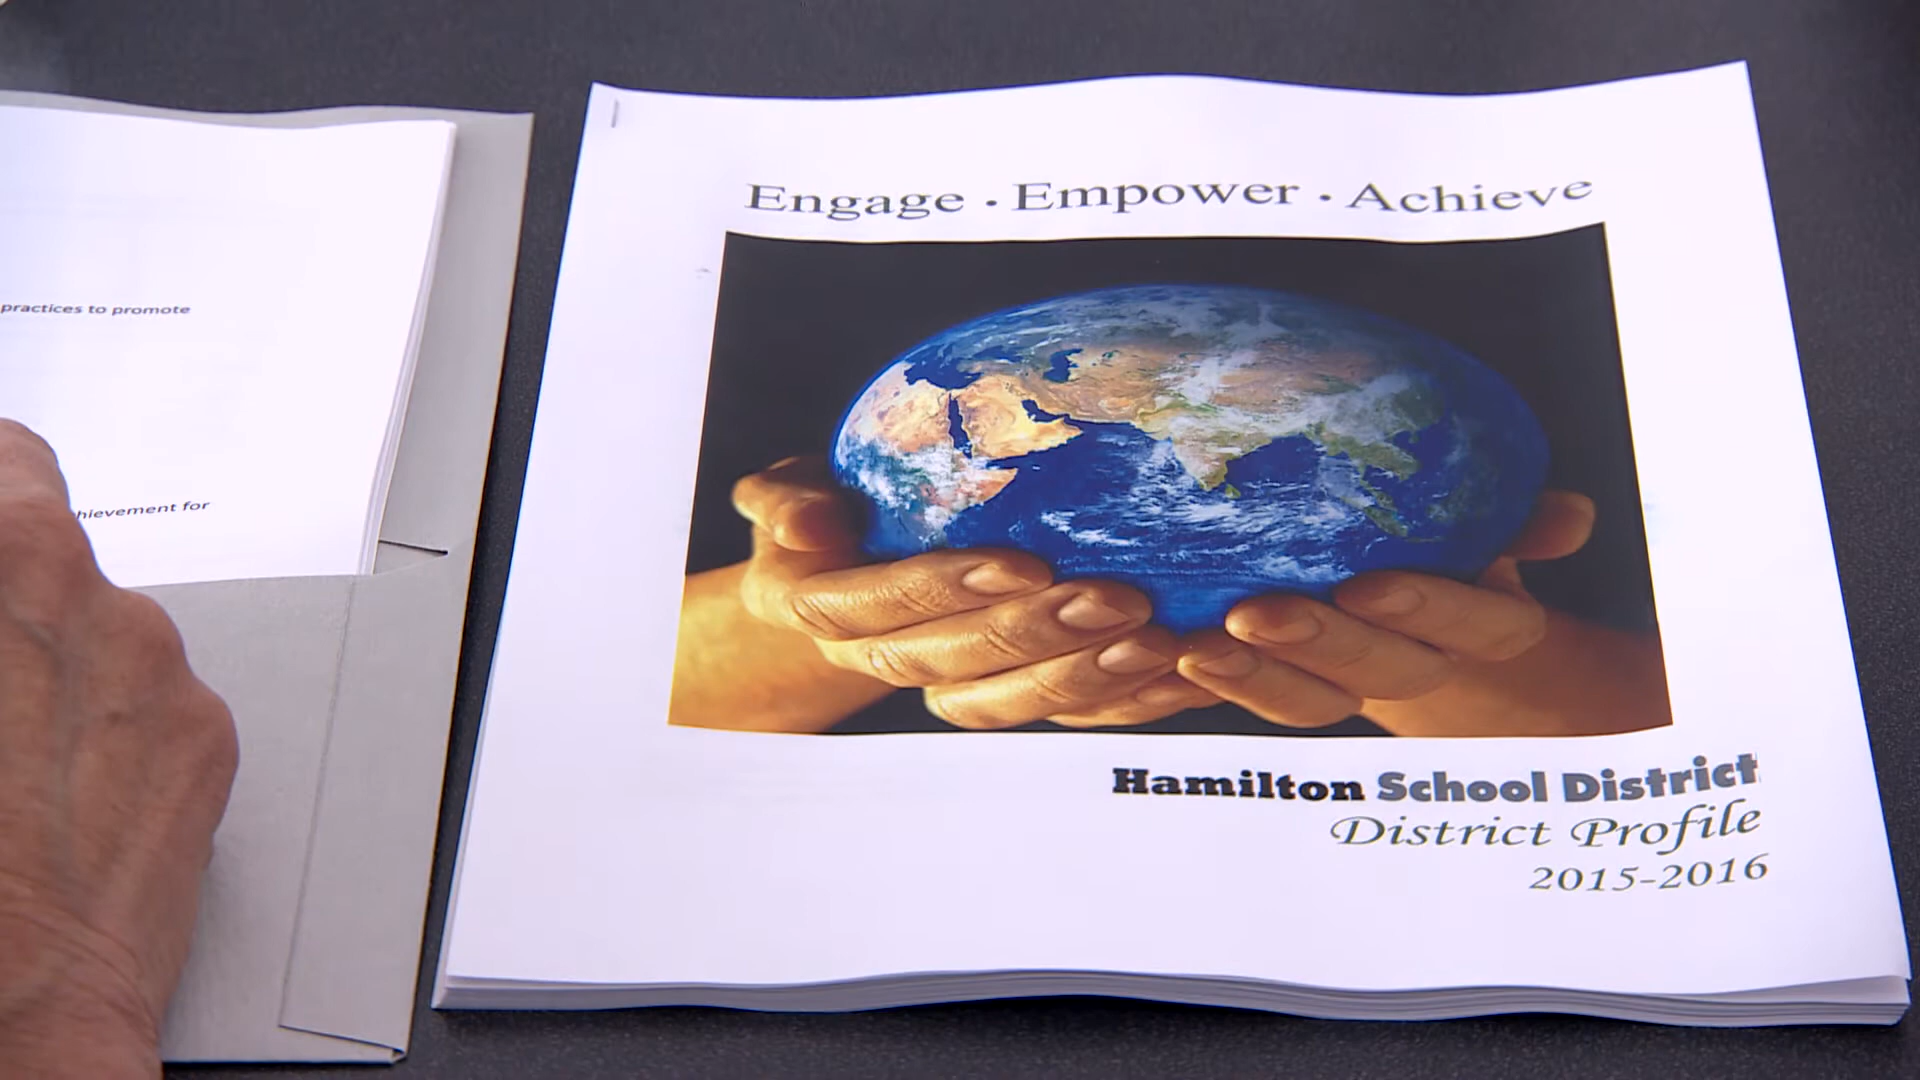 practices to promote
hievement for
Engage • Empower • Achieve
Hamilton School District
District Profile
2015-2016